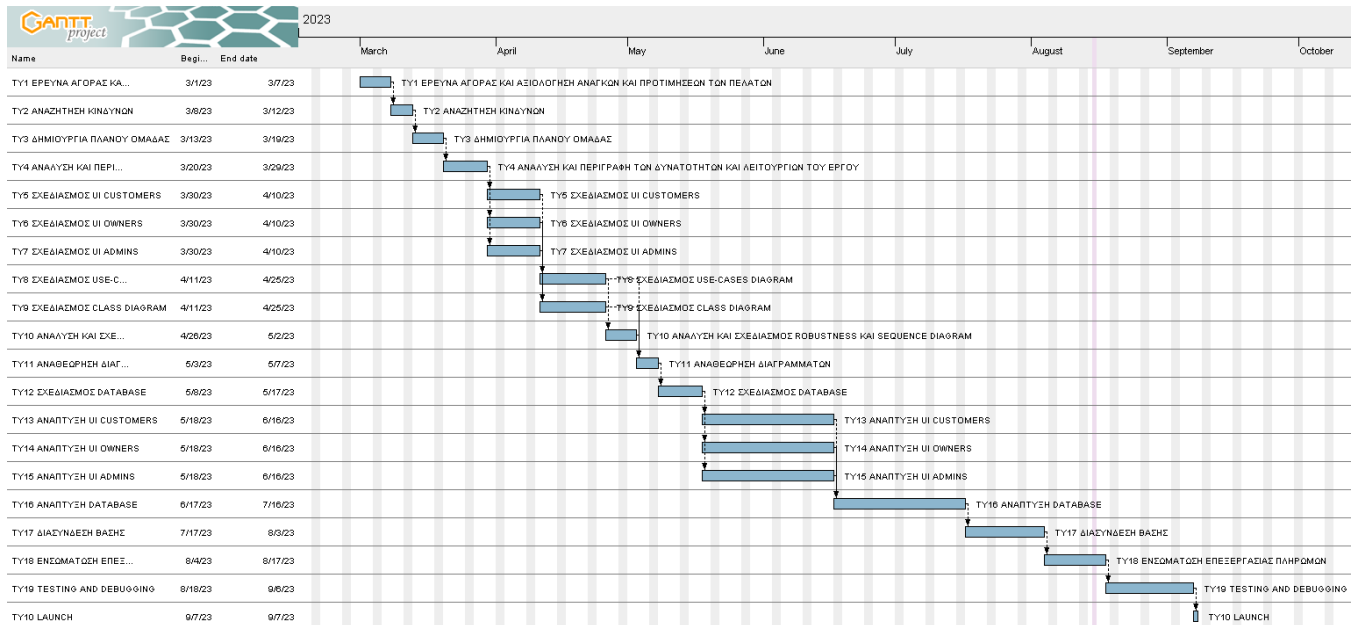 GANTT project
2023
March April May June July August September October
Name Begi... End date
TY1 ΕΡΕΥΝΑ ΑΓΟΡΑΣ ΚΑ... 3/1/23 3/7/23 TY1 ΕΡΕΥΝΑ ΑΓΟΡΑΣ ΚΑΙ ΑΞΙΟΛΟΓΗΣΗ ΑΝΑΓΚΩΝ ΚΑΙ ΠΡΟΤΙΜΗΣΕΩΝ ΤΩΝ ΠΕΛΑΤΩΝ
TY2 ΑΝΑΖΗΤΗΣΗ ΚΙΝΔΥΝΩΝ 3/8/23 3/12/23 TY2 ΑΝΑΖΗΤΗΣΗ ΚΙΝΔΥΝΩΝ
TY3 ΔΗΜΙΟΥΡΓΙΑ ΠΛΑΝΟΥ ΟΜΑΔΑΣ 3/13/23 3/19/23 TY3 ΔΗΜΙΟΥΡΓΙΑ ΠΛΑΝΟΥ ΟΜΑΔΑΣ
TY4 ΑΝΑΛΥΣΗ ΚΑΙ ΠΕΡΙ... 3/20/23 3/29/23 TY4 ΑΝΑΛΥΣΗ ΚΑΙ ΠΕΡΙΓΡΑΦΗ ΤΩΝ ΔΥΝΑΤΟΤΗΤΩΝ ΚΑΙ ΛΕΙΤΟΥΡΓΙΩΝ ΤΟΥ ΕΡΓΟΥ
TY5 ΣΧΕΔΙΑΣΜΟΣ UI CUSTOMERS 3/30/23 4/10/23 TY5 ΣΧΕΔΙΑΣΜΟΣ UI CUSTOMERS
TY6 ΣΧΕΔΙΑΣΜΟΣ UI OWNERS 3/30/23 4/10/23 TY6 ΣΧΕΔΙΑΣΜΟΣ UI OWNERS
TY7 ΣΧΕΔΙΑΣΜΟΣ UI ADMINS 3/30/23 4/10/23 TY7 ΣΧΕΔΙΑΣΜΟΣ UI ADMINS
TY8 ΣΧΕΔΙΑΣΜΟΣ USE-C... 4/11/23 4/25/23 TY8 ΣΧΕΔΙΑΣΜΟΣ USE-CASES DIAGRAM
TY9 ΣΧΕΔΙΑΣΜΟΣ CLASS DIAGRAM 4/11/23 4/25/23 TY9 ΣΧΕΔΙΑΣΜΟΣ CLASS DIAGRAM
TY10 ΑΝΑΛΥΣΗ ΚΑΙ ΣΧΕ... 4/26/23 5/2/23 TY10 ΑΝΑΛΥΣΗ ΚΑΙ ΣΧΕΔΙΑΣΜΟΣ ROBUSTNESS ΚΑΙ SEQUENCE DIAGRAM
TY11 ΑΝΑΘΕΩΡΗΣΗ ΔΙΑΓ... 5/3/23 5/7/23 TY11 ΑΝΑΘΕΩΡΗΣΗ ΔΙΑΓΡΑΜΜΑΤΩΝ
TY12 ΣΧΕΔΙΑΣΜΟΣ DATABASE 5/8/23 5/17/23 TY12 ΣΧΕΔΙΑΣΜΟΣ DATABASE
TY13 ΑΝΑΠΤΥΞΗ UI CUSTOMERS 5/18/23 6/16/23 TY13 ΑΝΑΠΤΥΞΗ UI CUSTOMERS
TY14 ΑΝΑΠΤΥΞΗ UI OWNERS 5/18/23 6/16/23 TY14 ΑΝΑΠΤΥΞΗ UI OWNERS
TY15 ΑΝΑΠΤΥΞΗ UI ADMINS 5/18/23 6/16/23 TY15 ΑΝΑΠΤΥΞΗ UI ADMINS
TY16 ΑΝΑΠΤΥΞΗ DATABASE 6/17/23 7/16/23 TY16 ΑΝΑΠΤΥΞΗ DATABASE
TY17 ΔΙΑΣΥΝΔΕΣΗ ΒΑΣΗΣ 7/17/23 8/3/23 TY17 ΔΙΑΣΥΝΔΕΣΗ ΒΑΣΗΣ
TY18 ΕΝΣΩΜΑΤΩΣΗ ΕΠΕΞ... 8/4/23 8/17/23 TY18 ΕΝΣΩΜΑΤΩΣΗ ΕΠΕΞΕΡΓΑΣΙΑΣ ΠΛΗΡΩΜΩΝ
TY19 TESTING AND DEBUGGING 8/18/23 9/6/23 TY19 TESTING AND DEBUGGING
TY10 LAUNCH 9/7/23 9/7/23 TY10 LAUNCH